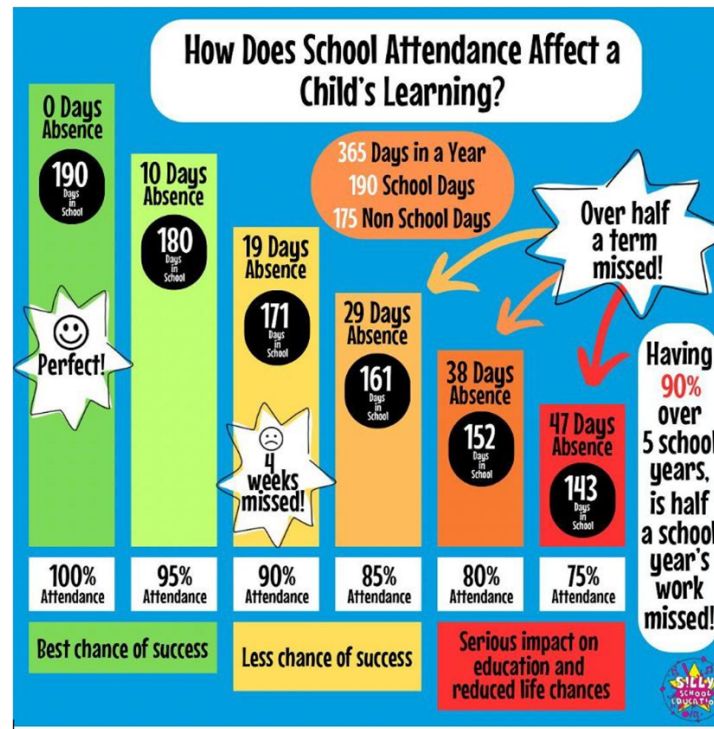 How Does School Attendance Affect a
Child's Learning?
0 Days
Absence
190
Days
in
School
Perfect!
10 Days
Absence
180
Days
in
School
365 Days in a Year
190 School Days
175 Non School Days
Over half
a term
missed!
19 Days
Absence
171
Days
in
School
4
weeks
missed!
29 Days
Absence
161
Days
in
School
38 Days
Absence
152
Days
in
School
47 Days
Absence
143
Days
in
School
Having
90%
over
5 school
years,
is half
a school
year's
work
missed!
100%
Attendance
95%
Attendance
90%
Attendance
85%
Attendance
80%
Attendance
75%
Attendance
Best chance of success
Less chance of success
Serious impact on
education and
reduced life chances
SILLY
SCHOOL
EDUCATIO